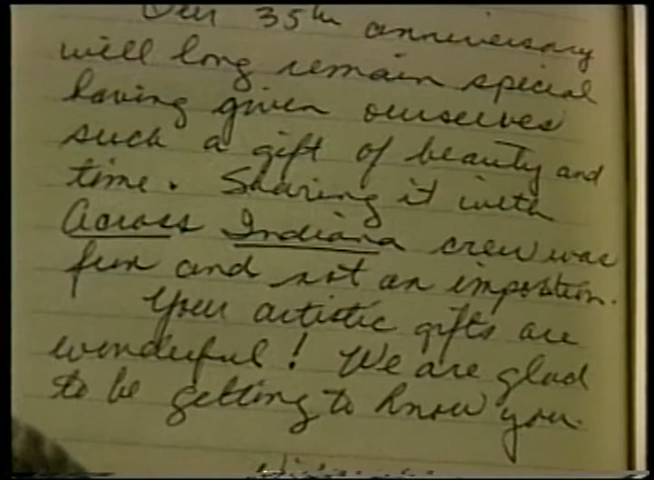 Our 35th anniversary
will long remain special
having given ourselves
such a gift of beauty and
time. Sharing it with
Across Indiana crew was
fun and not an imposition.
Your artistic gifts are
wonderful! We are glad
to be getting to know you.